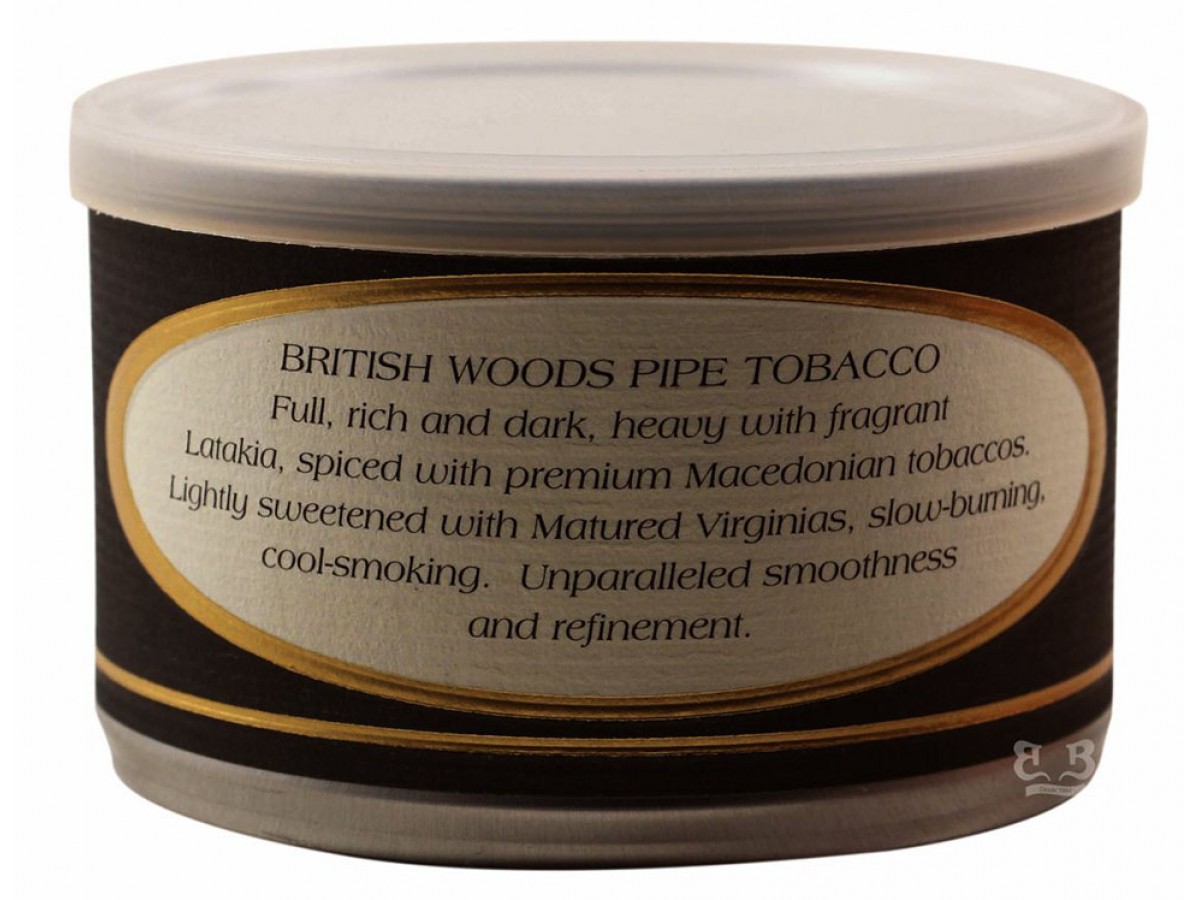 BRITISH WOODS PIPE TOBACCO
Full, rich and dark, heavy with fragrant
Latakia, spiced with premium Macedonian tobaccos.
Lightly sweetened with Matured Virginias, slow-burning,
cool-smoking. Unparalleled smoothness
and refinement.
B B